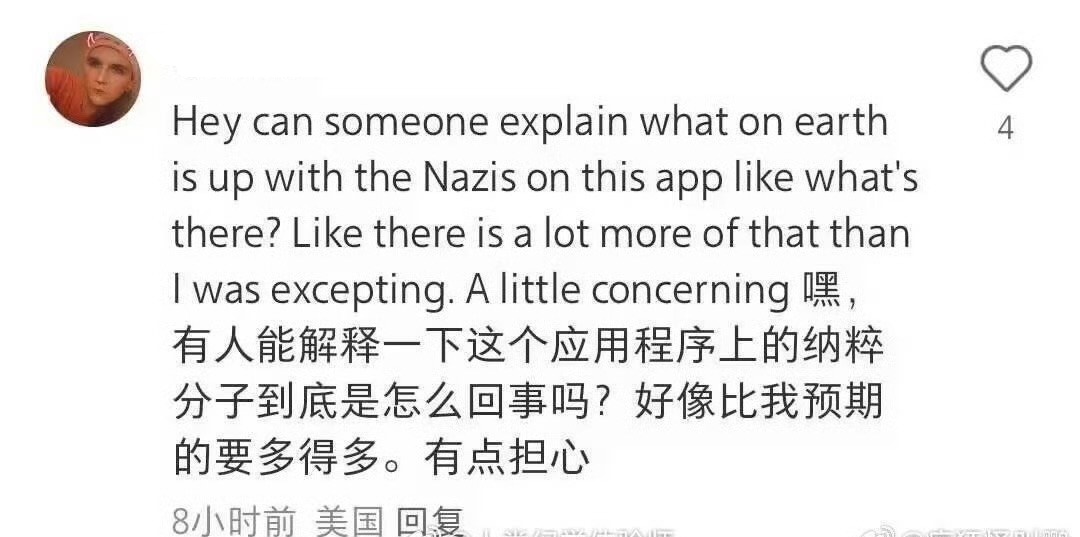 Hey can someone explain what on earth
is up with the Nazis on this app like what's
there? Like there is a lot more of that than
I was excepting. A little concerning 嘿，
有人能解释一下这个应用程序上的纳粹
分子到底是怎么回事吗？好像比我预期
的要多得多。有点担心
4
8小时前 美国 回复